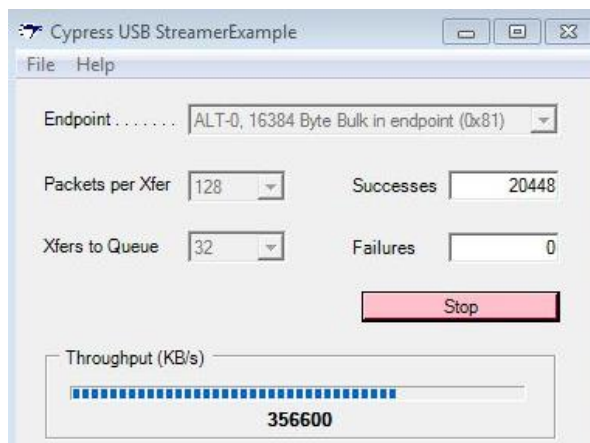 Cypress USB StreamerExample
File Help
Endpoint . . . . . . . ALT-0, 16384 Byte Bulk in endpoint (0x81)
Packets per Xfer 128 Successes 20448
Xfers to Queue 32 Failures 0
Stop
Throughput (KB/s)
356600